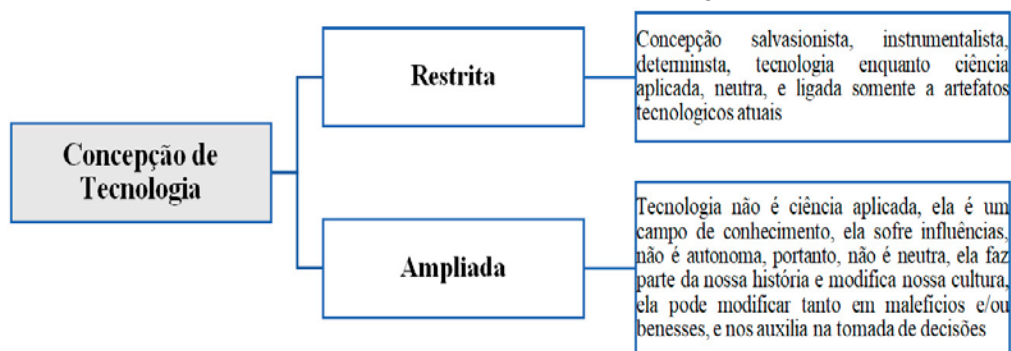 Concepção de
Tecnologia
Restrita
Concepção salvasionista, instrumentalista,
determinsta, tecnologia enquanto ciência
aplicada, neutra, e ligada somente a artefatos
tecnologicos atuais
Ampliada
Tecnologia não é ciência aplicada, ela é um
campo de conhecimento, ela sofre influências,
não é autonoma, portanto, não é neutra, ela faz
parte da nossa história e modifica nossa cultura,
ela pode modificar tanto em malefícios e/ou
benesses, e nos auxilia na tomada de decisões